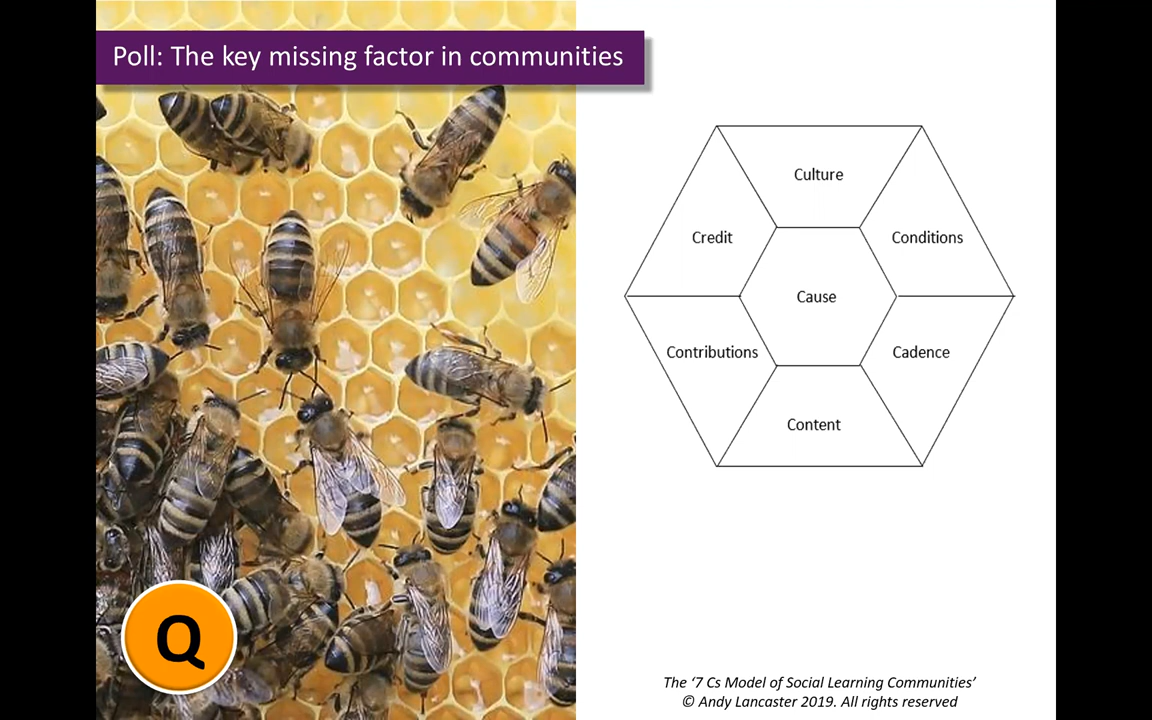 Poll: The key missing factor in communities
Culture
Credit
Conditions
Cause
Contributions
Cadence
Content
Q
The ‘7 Cs Model of Social Learning Communities’
© Andy Lancaster 2019. All rights reserved